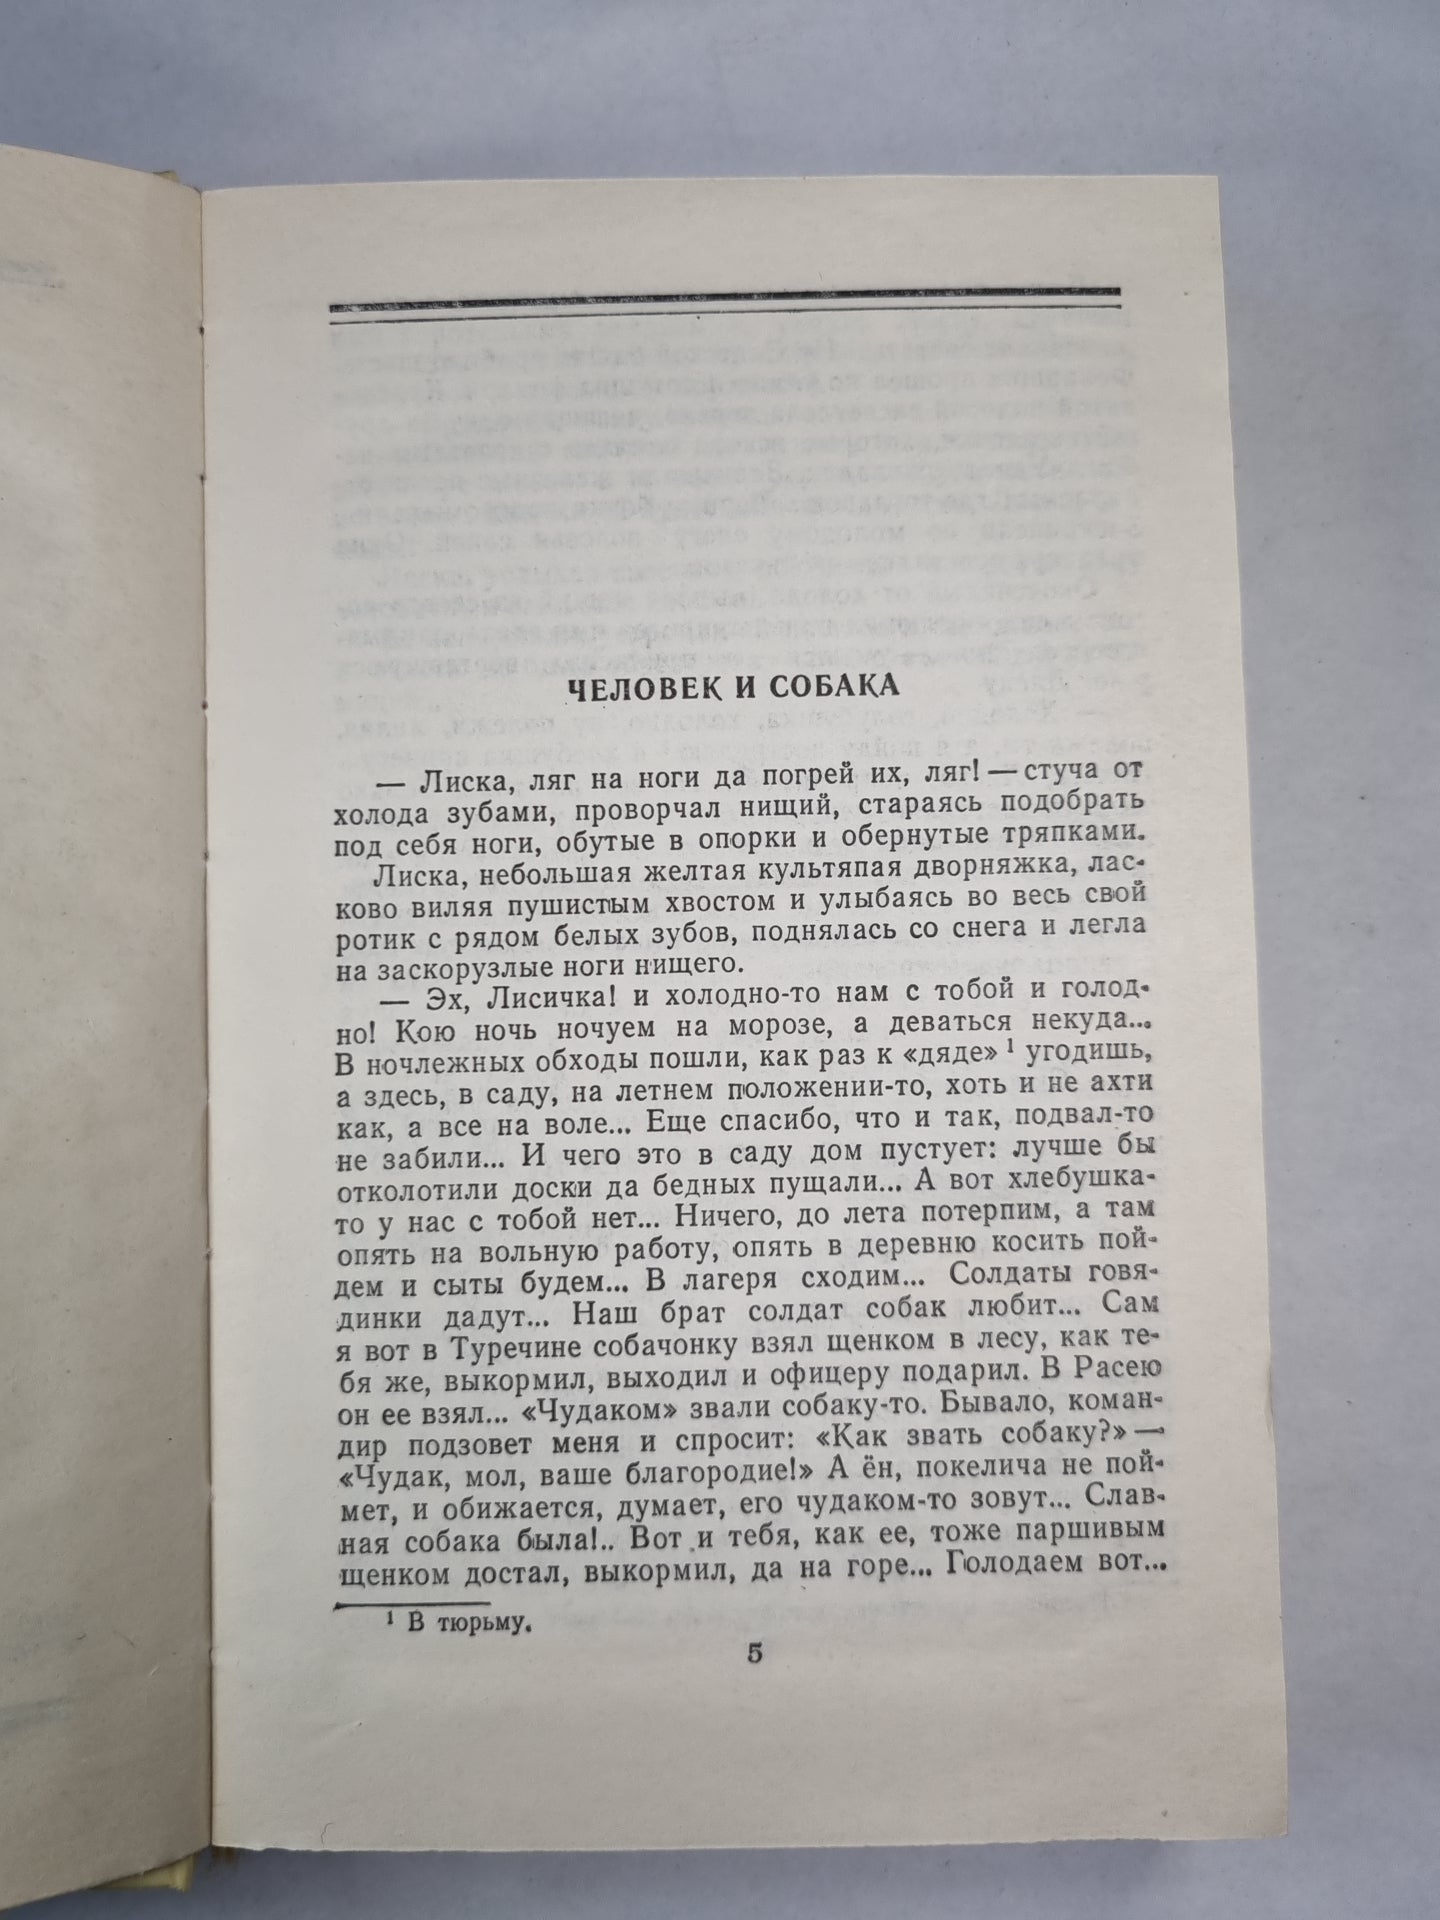 ЧЕЛОВЕК И СОБАКА
— Лиска, ляг на ноги да погрей их, ляг! — стуча от
холода зубами, проворчал нищий, стараясь подобрать
под себя ноги, обутые в опорки и обернутые тряпками.
Лиска, небольшая желтая культяпая дворняжка, лас-
ково виляя пушистым хвостом и улыбаясь во весь свой
ротик с рядом белых зубов, поднялась со снега и легла
на заскорузлые ноги нищего.
— Эх, Лисичка! и холодно-то нам с тобой и голод-
но! Кою ночь ночуем на морозе, а деваться некуда...
В ночлежных обходы пошли, как раз к «дяде» ¹ угодишь,
а здесь, в саду, на летнем положении-то, хоть и не ахти
как, а все на воле... Еще спасибо, что и так, подвал-то
не забили... И чего это в саду дом пустует: лучше бы
отколотили доски да бедных пущали... А вот хлебушка-
то у нас с тобой нет... Ничего, до лета потерпим, а там
опять на вольную работу, опять в деревню косить пой-
дем и сыты будем... В лагеря сходим... Солдаты говя-
динки дадут... Наш брат солдат собак любит... Сам
я вот в Туречине собачонку взял щенком в лесу, как те-
бя же, выкормил, выходил и офицеру подарил. В Расею
он ее взял... «Чудаком» звали собаку-то. Бывало, коман-
дир подзовет меня и спросит: «Как звать собаку?» —
«Чудак, мол, ваше благородие!» А ён, покелича не пой-
мет, и обижается, думает, его чудаком-то зовут... Слав-
ная собака была!.. Вот и тебя, как ее, тоже паршивым
щенком достал, выкормил, да на горе... Голодаем вот...
¹ В тюрьму.
5